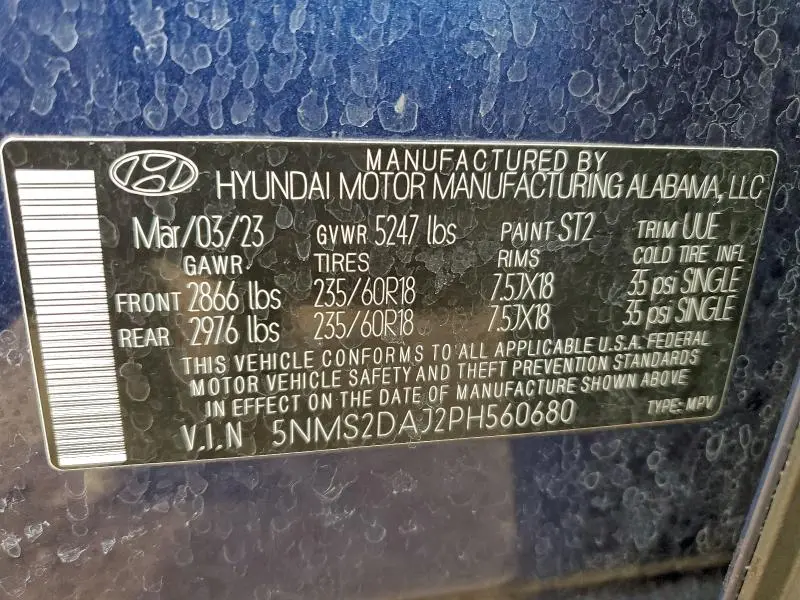 MANUFACTURED BY
HYUNDAI MOTOR MANUFACTURING ALABAMA, LLC
Mar/03/23 GVWR 5247 lbs PAINT ST2 TRIM UUE
GAWR TIRES RIMS COLD TIRE INFL
FRONT 2866 lbs 235/60R18 7.5JX18 35 psi SINGLE
REAR 2976 lbs 235/60R18 7.5JX18 35 psi SINGLE
THIS VEHICLE CONFORMS TO ALL APPLICABLE U.S.A. FEDERAL
MOTOR VEHICLE SAFETY AND THEFT PREVENTION STANDARDS
IN EFFECT ON THE DATE OF MANUFACTURE SHOWN ABOVE
V.I.N 5NMS2DAJ2PH560680 TYPE: MPV